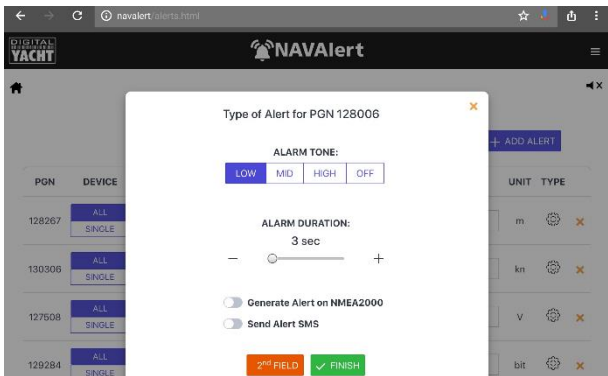 navalert/alerts.html
DIGITAL
YACHT
NAVAlert
Type of Alert for PGN 128006
+ ADD ALERT
ALARM TONE:
LOW MID HIGH OFF
PGN DEVICE UNIT TYPE
ALARM DURATION:
3 sec
128267 ALL SINGLE m
130306 ALL SINGLE kn
Generate Alert on NMEA2000
Send Alert SMS
127508 ALL SINGLE V
2nd FIELD FINISH
129284 ALL SINGLE bit